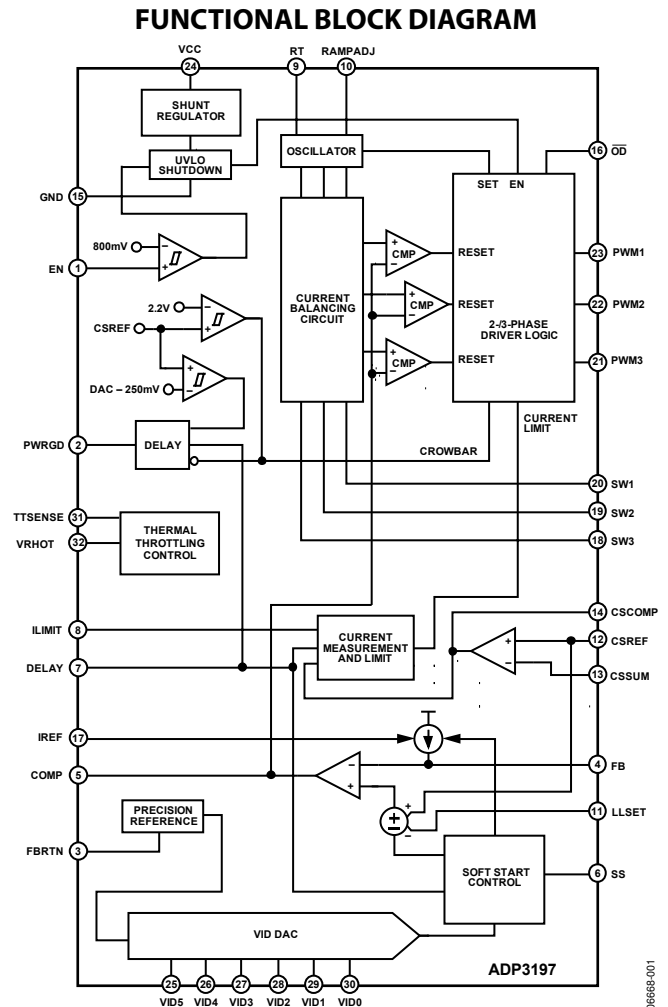 FUNCTIONAL BLOCK DIAGRAM
VCC
RT
RAMPADJ
24
9
10
SHUNT
REGULATOR
OSCILLATOR
UVLO
SHUTDOWN
16
OD
SET EN
GND
15
800mV
–
+
EN
1
CURRENT
BALANCING
CIRCUIT
+
–
CMP
RESET
23
PWM1
2.2V
–
+
CSREF
+
–
CMP
RESET
22
PWM2
2-/3-PHASE
DRIVER LOGIC
+
–
CMP
RESET
21
PWM3
+
–
DAC – 250mV
CURRENT
LIMIT
PWRGD
2
DELAY
CROWBAR
20
SW1
TTSENSE
31
19
SW2
THERMAL
THROTTLING
CONTROL
VRHOT
32
18
SW3
14
CSCOMP
ILIMIT
8
CURRENT
MEASUREMENT
AND LIMIT
+
–
12
CSREF
DELAY
7
13
CSSUM
IREF
17
COMP
5
–
+
4
FB
PRECISION
REFERENCE
+
–
11
LLSET
FBRTN
3
SOFT START
CONTROL
6
SS
VID DAC
ADP3197
25
26
27
28
29
30
VID5
VID4
VID3
VID2
VID1
VID0
06668-001